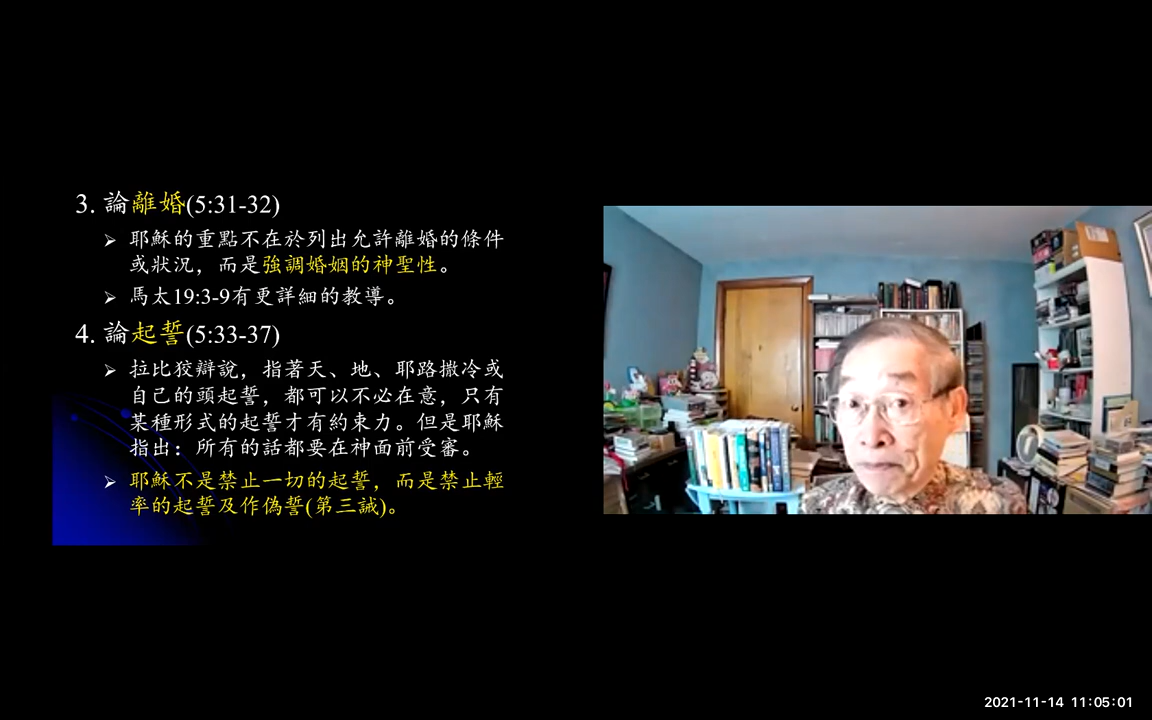 3. 論離婚(5:31-32)
➢ 耶穌的重點不在於列出允許離婚的條件
或狀況，而是強調婚姻的神聖性。
➢ 馬太19:3-9有更詳細的教導。
4. 論起誓(5:33-37)
➢ 拉比狡辯說，指著天、地、耶路撒冷或
自己的頭起誓，都可以不必在意，只有
某種形式的起誓才有約束力。但是耶穌
指出：所有的話都要在神面前受審。
➢ 耶穌不是禁止一切的起誓，而是禁止輕
率的起誓及作偽誓(第三誡)。
2021-11-14 11:05:01